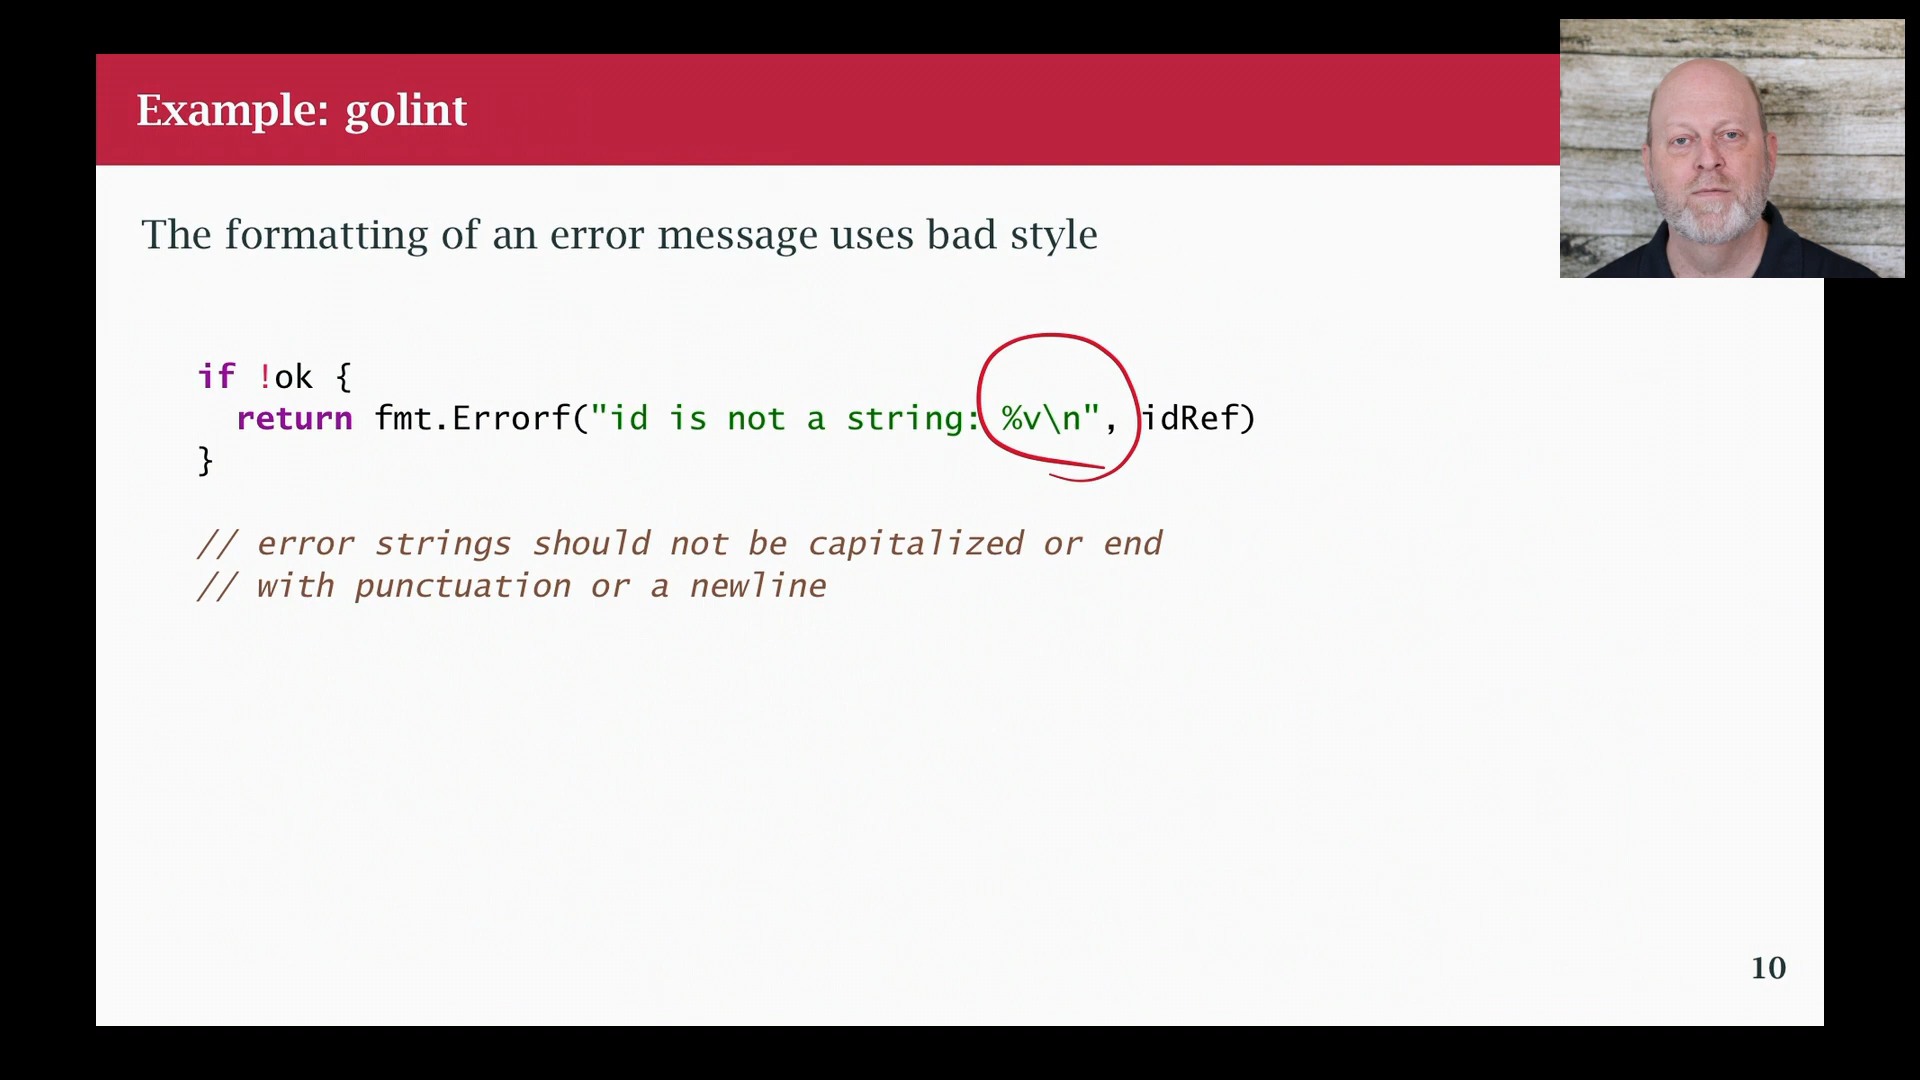 Example: golint
The formatting of an error message uses bad style
if !ok {
  return fmt.Errorf("id is not a string: %v\n", idRef)
}
// error strings should not be capitalized or end
// with punctuation or a newline
10